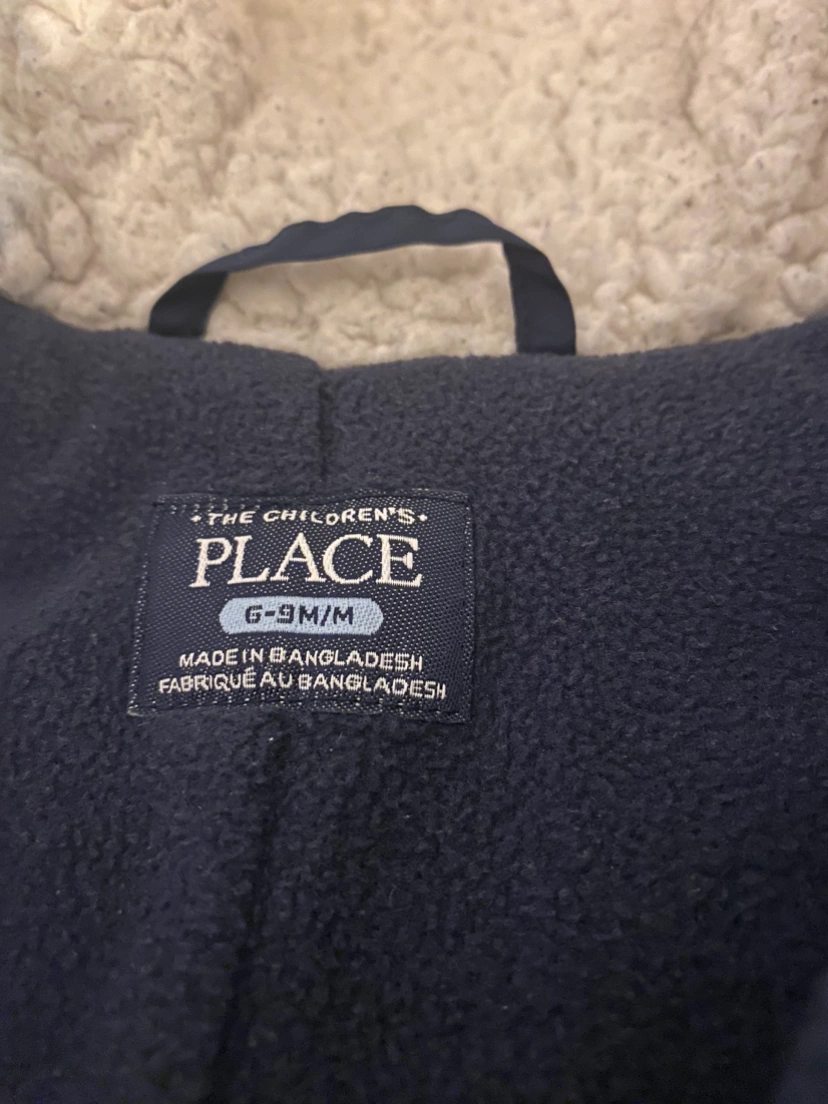 •THE CHILDREN'S•
PLACE
6-9M/M
MADE IN BANGLADESH
FABRIQUÉ AU BANGLADESH